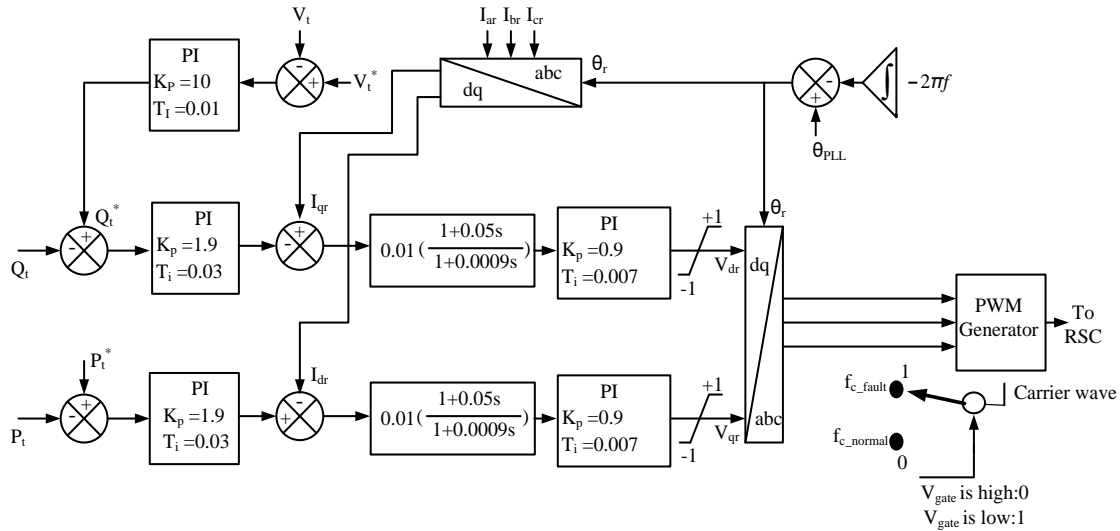 V_t
PI
K_P=10
T_I=0.01
-
+
V_t^*
I_ar I_br I_cr
abc
dq
θ_r
-
+
θ_PLL
∫
-2πf
Q_t^*
+
-
Q_t
PI
K_p=1.9
T_i=0.03
+
-
I_qr
0.01(1+0.05s/1+0.0009s)
PI
K_p=0.9
T_i=0.007
+1
-1
V_dr
θ_r
dq
abc
PWM
Generator
To
RSC
P_t^*
+
-
P_t
PI
K_p=1.9
T_i=0.03
-
+
I_dr
0.01(1+0.05s/1+0.0009s)
PI
K_p=0.9
T_i=0.007
+1
-1
V_qr
f_c_fault
1
Carrier wave
f_c_normal
0
V_gate is high:0
V_gate is low:1